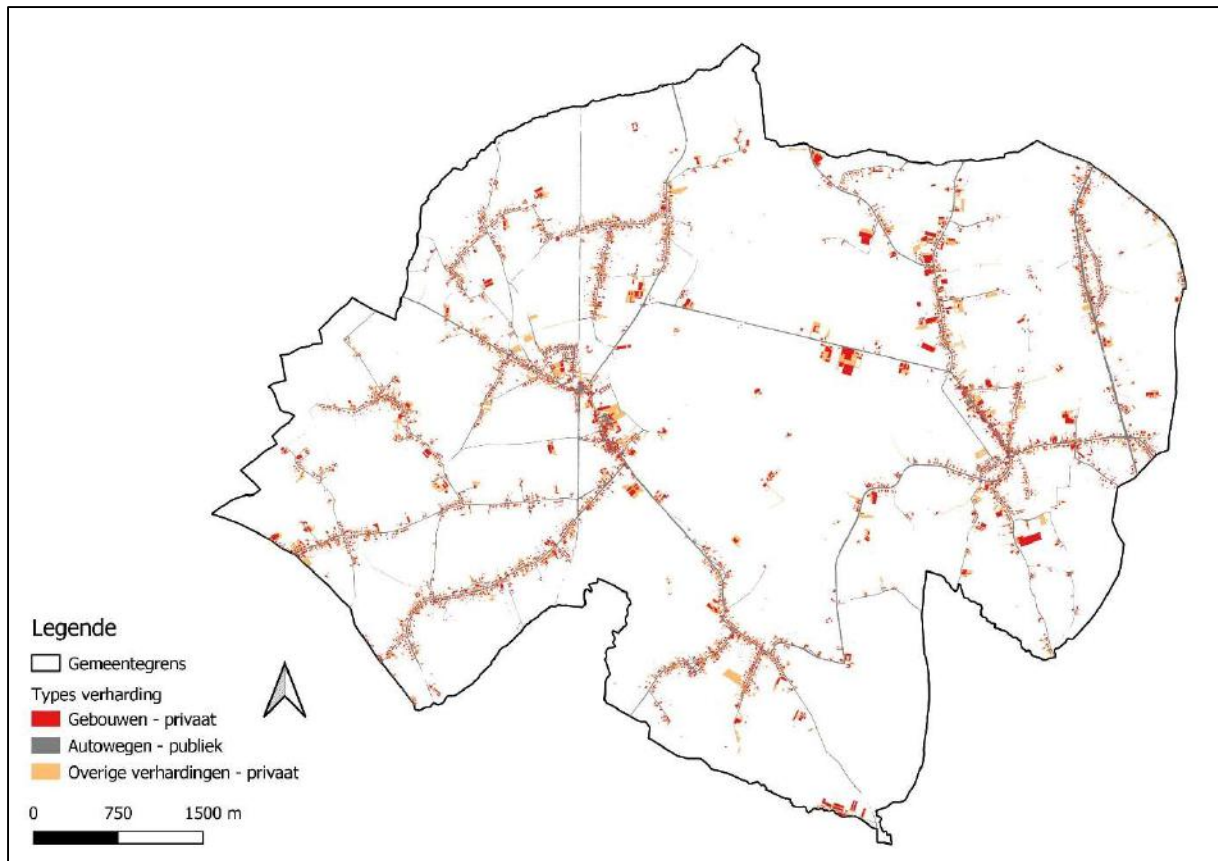 Legende
Gemeentegrens
Types verharding
Gebouwen - privaat
Autowegen - publiek
Overige verhardingen - privaat
0 750 1500 m